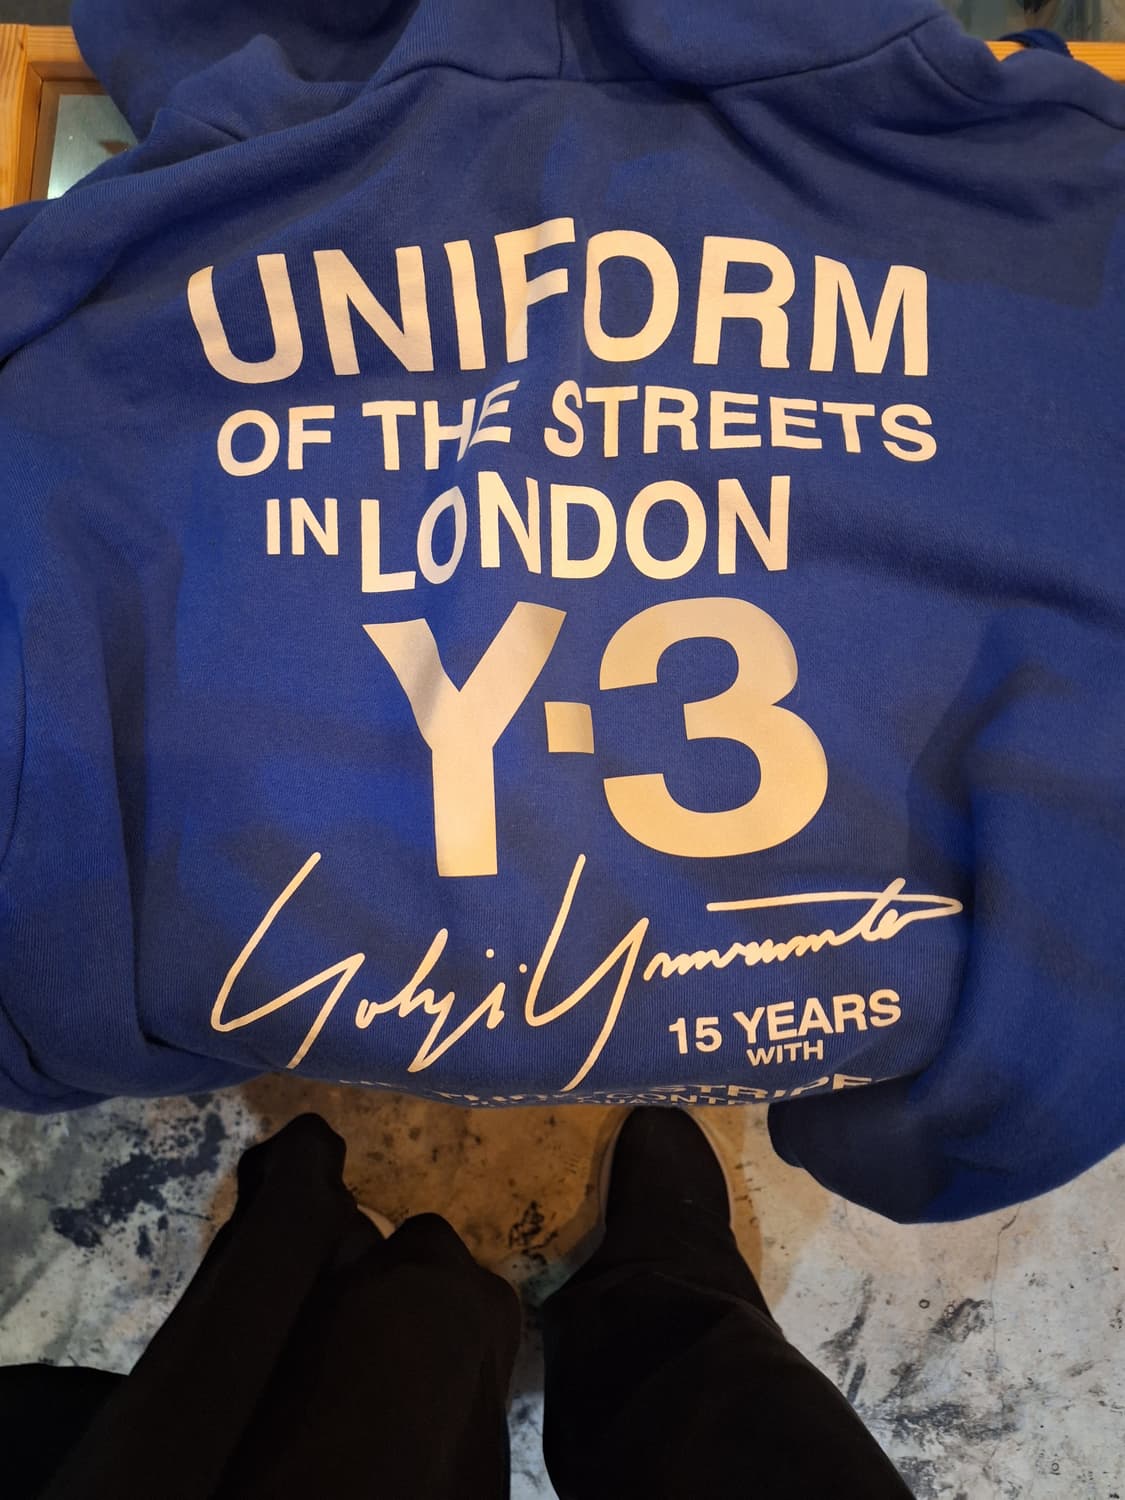 UNIFORM
OF THE STREETS
IN LONDON
Y-3
Yohji Yamamoto
15 YEARS
WITH